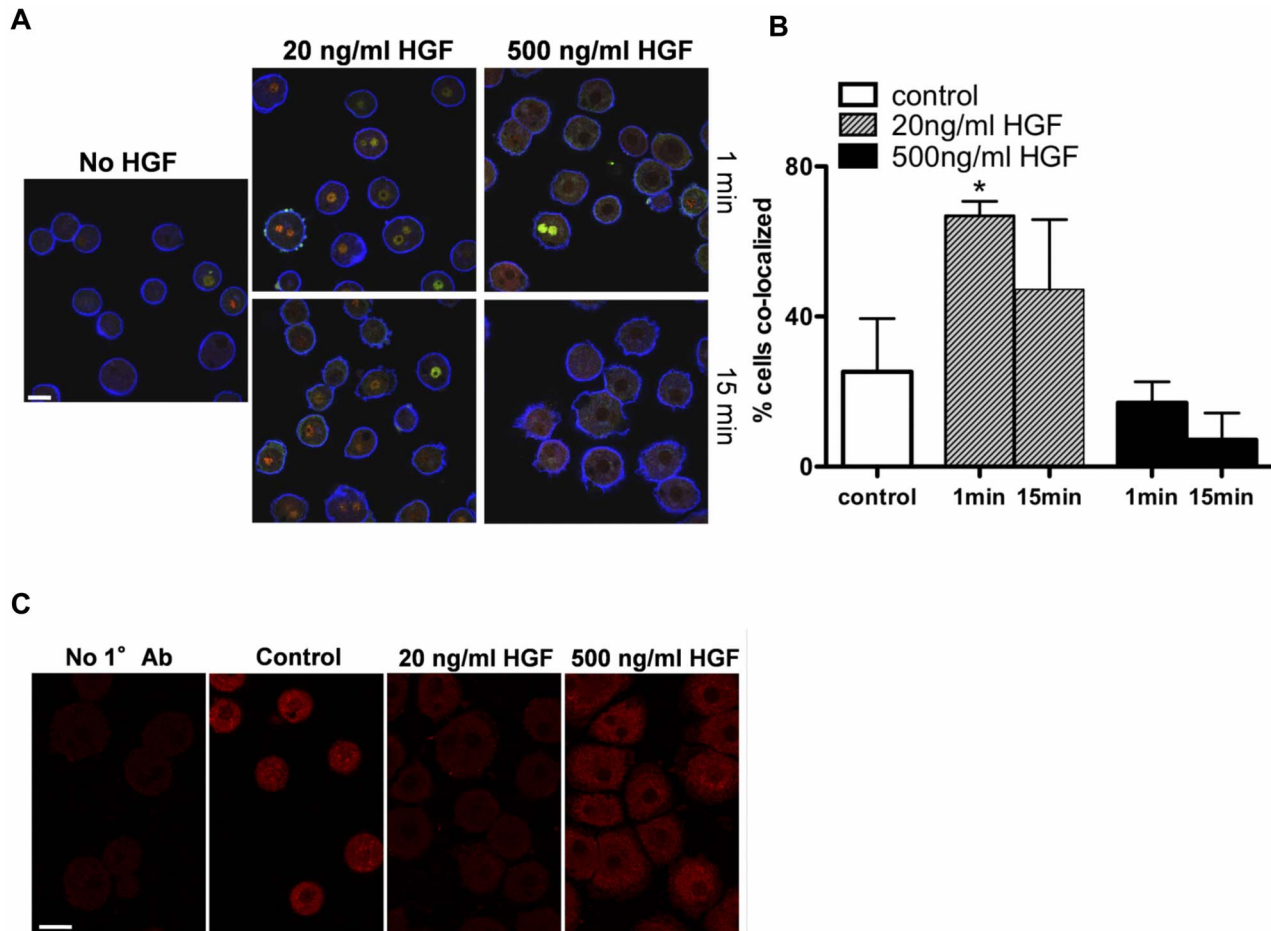 A
20 ng/ml HGF
500 ng/ml HGF
No HGF
1 min
15 min
B
control
20ng/ml HGF
500ng/ml HGF
% cells co-localized
80
40
0
*
control
1min
15min
1min
15min
C
No 1° Ab
Control
20 ng/ml HGF
500 ng/ml HGF